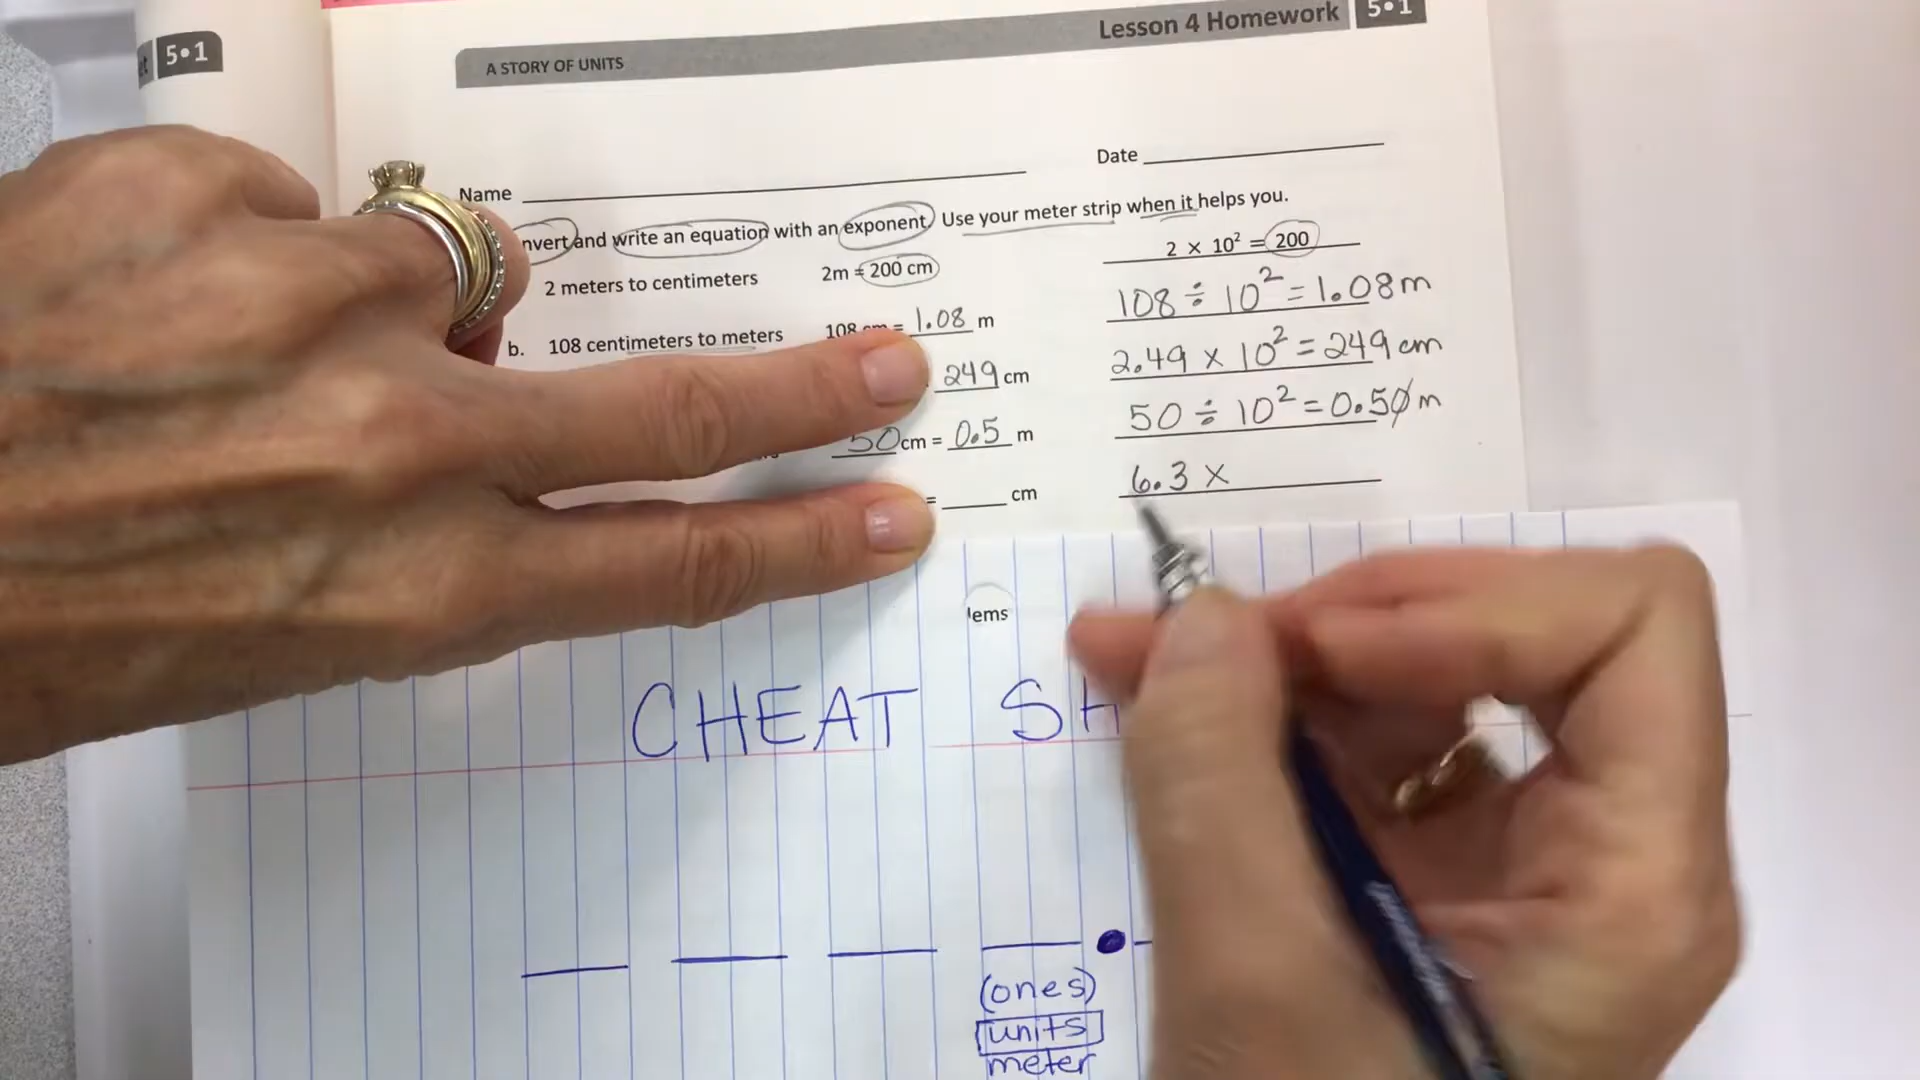 5•1
Lesson 4 Homework 5•1
A STORY OF UNITS
Name
Date
nvert and write an equation with an exponent. Use your meter strip when it helps you.
2 meters to centimeters 2m = 200 cm 2 × 10² = 200
b. 108 centimeters to meters 108 cm = 1.08 m 108 ÷ 10² = 1.08 m
249 cm 2.49 × 10² = 249 cm
50 cm = 0.5 m 50 ÷ 10² = 0.50 m
= cm 6.3 ×
lems
CHEAT SH
(ones)
units
meter